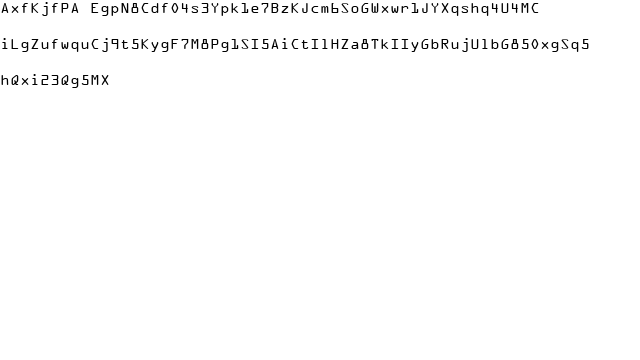 AxfKjfPA EgpN8Cdf04s3Ypk1e7BzKJcm6SoGWxwr1JYXqshq4U4MC
iLgZufwquCj9t5KygF7M8Pg1SI5AiCtI1HZa8TkIIyGbRujU1bG850xgSq5
hQxi23Qg5MX